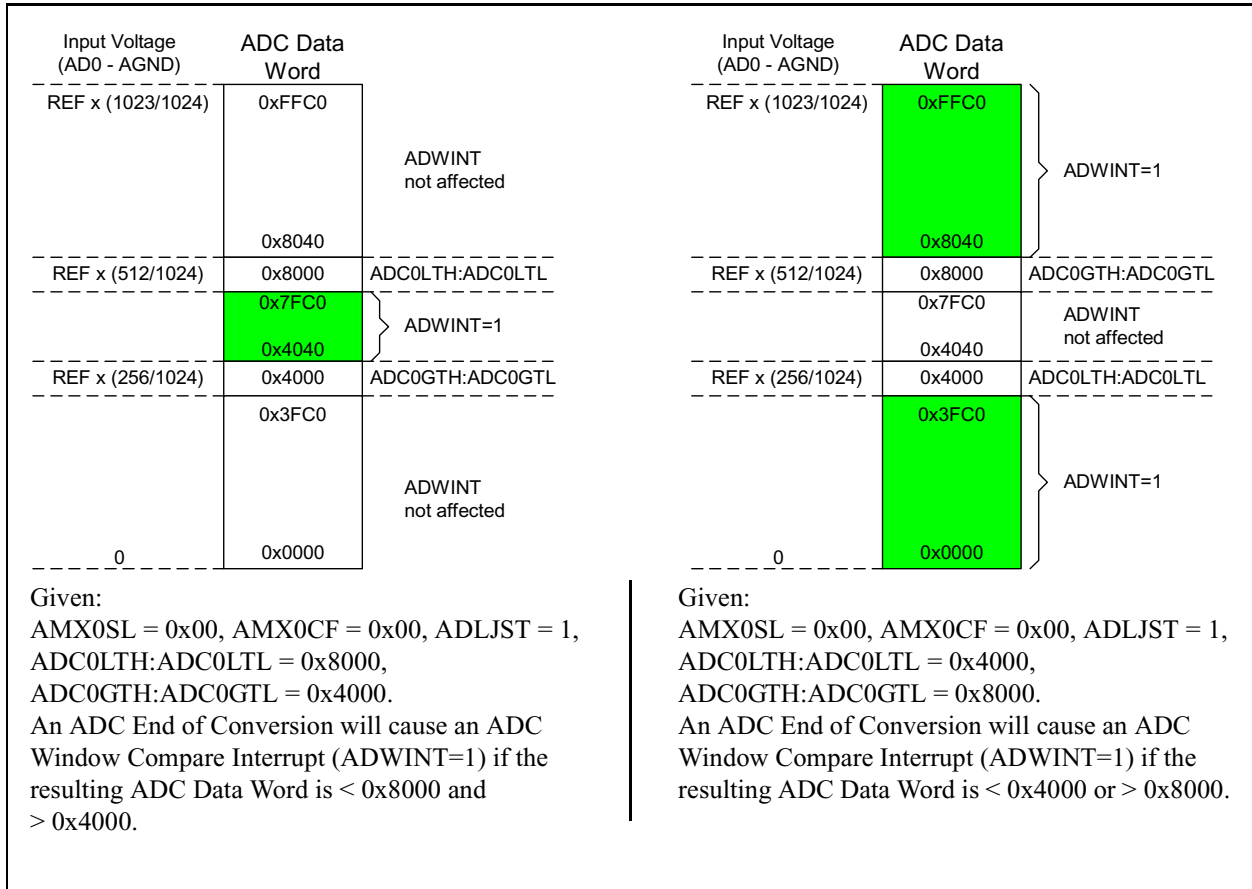 Input Voltage
(AD0 - AGND)
ADC Data
Word
REF x (1023/1024)
0xFFC0
ADWINT
not affected
0x8040
REF x (512/1024)
0x8000
ADC0LTH:ADC0LTL
0x7FC0
ADWINT=1
0x4040
REF x (256/1024)
0x4000
ADC0GTH:ADC0GTL
0x3FC0
ADWINT
not affected
0
0x0000
Given:
AMX0SL = 0x00, AMX0CF = 0x00, ADLJST = 1,
ADC0LTH:ADC0LTL = 0x8000,
ADC0GTH:ADC0GTL = 0x4000.
An ADC End of Conversion will cause an ADC
Window Compare Interrupt (ADWINT=1) if the
resulting ADC Data Word is < 0x8000 and
> 0x4000.
Input Voltage
(AD0 - AGND)
ADC Data
Word
REF x (1023/1024)
0xFFC0
ADWINT=1
0x8040
REF x (512/1024)
0x8000
ADC0GTH:ADC0GTL
0x7FC0
ADWINT
not affected
0x4040
REF x (256/1024)
0x4000
ADC0LTH:ADC0LTL
0x3FC0
ADWINT=1
0
0x0000
Given:
AMX0SL = 0x00, AMX0CF = 0x00, ADLJST = 1,
ADC0LTH:ADC0LTL = 0x4000,
ADC0GTH:ADC0GTL = 0x8000.
An ADC End of Conversion will cause an ADC
Window Compare Interrupt (ADWINT=1) if the
resulting ADC Data Word is < 0x4000 or > 0x8000.